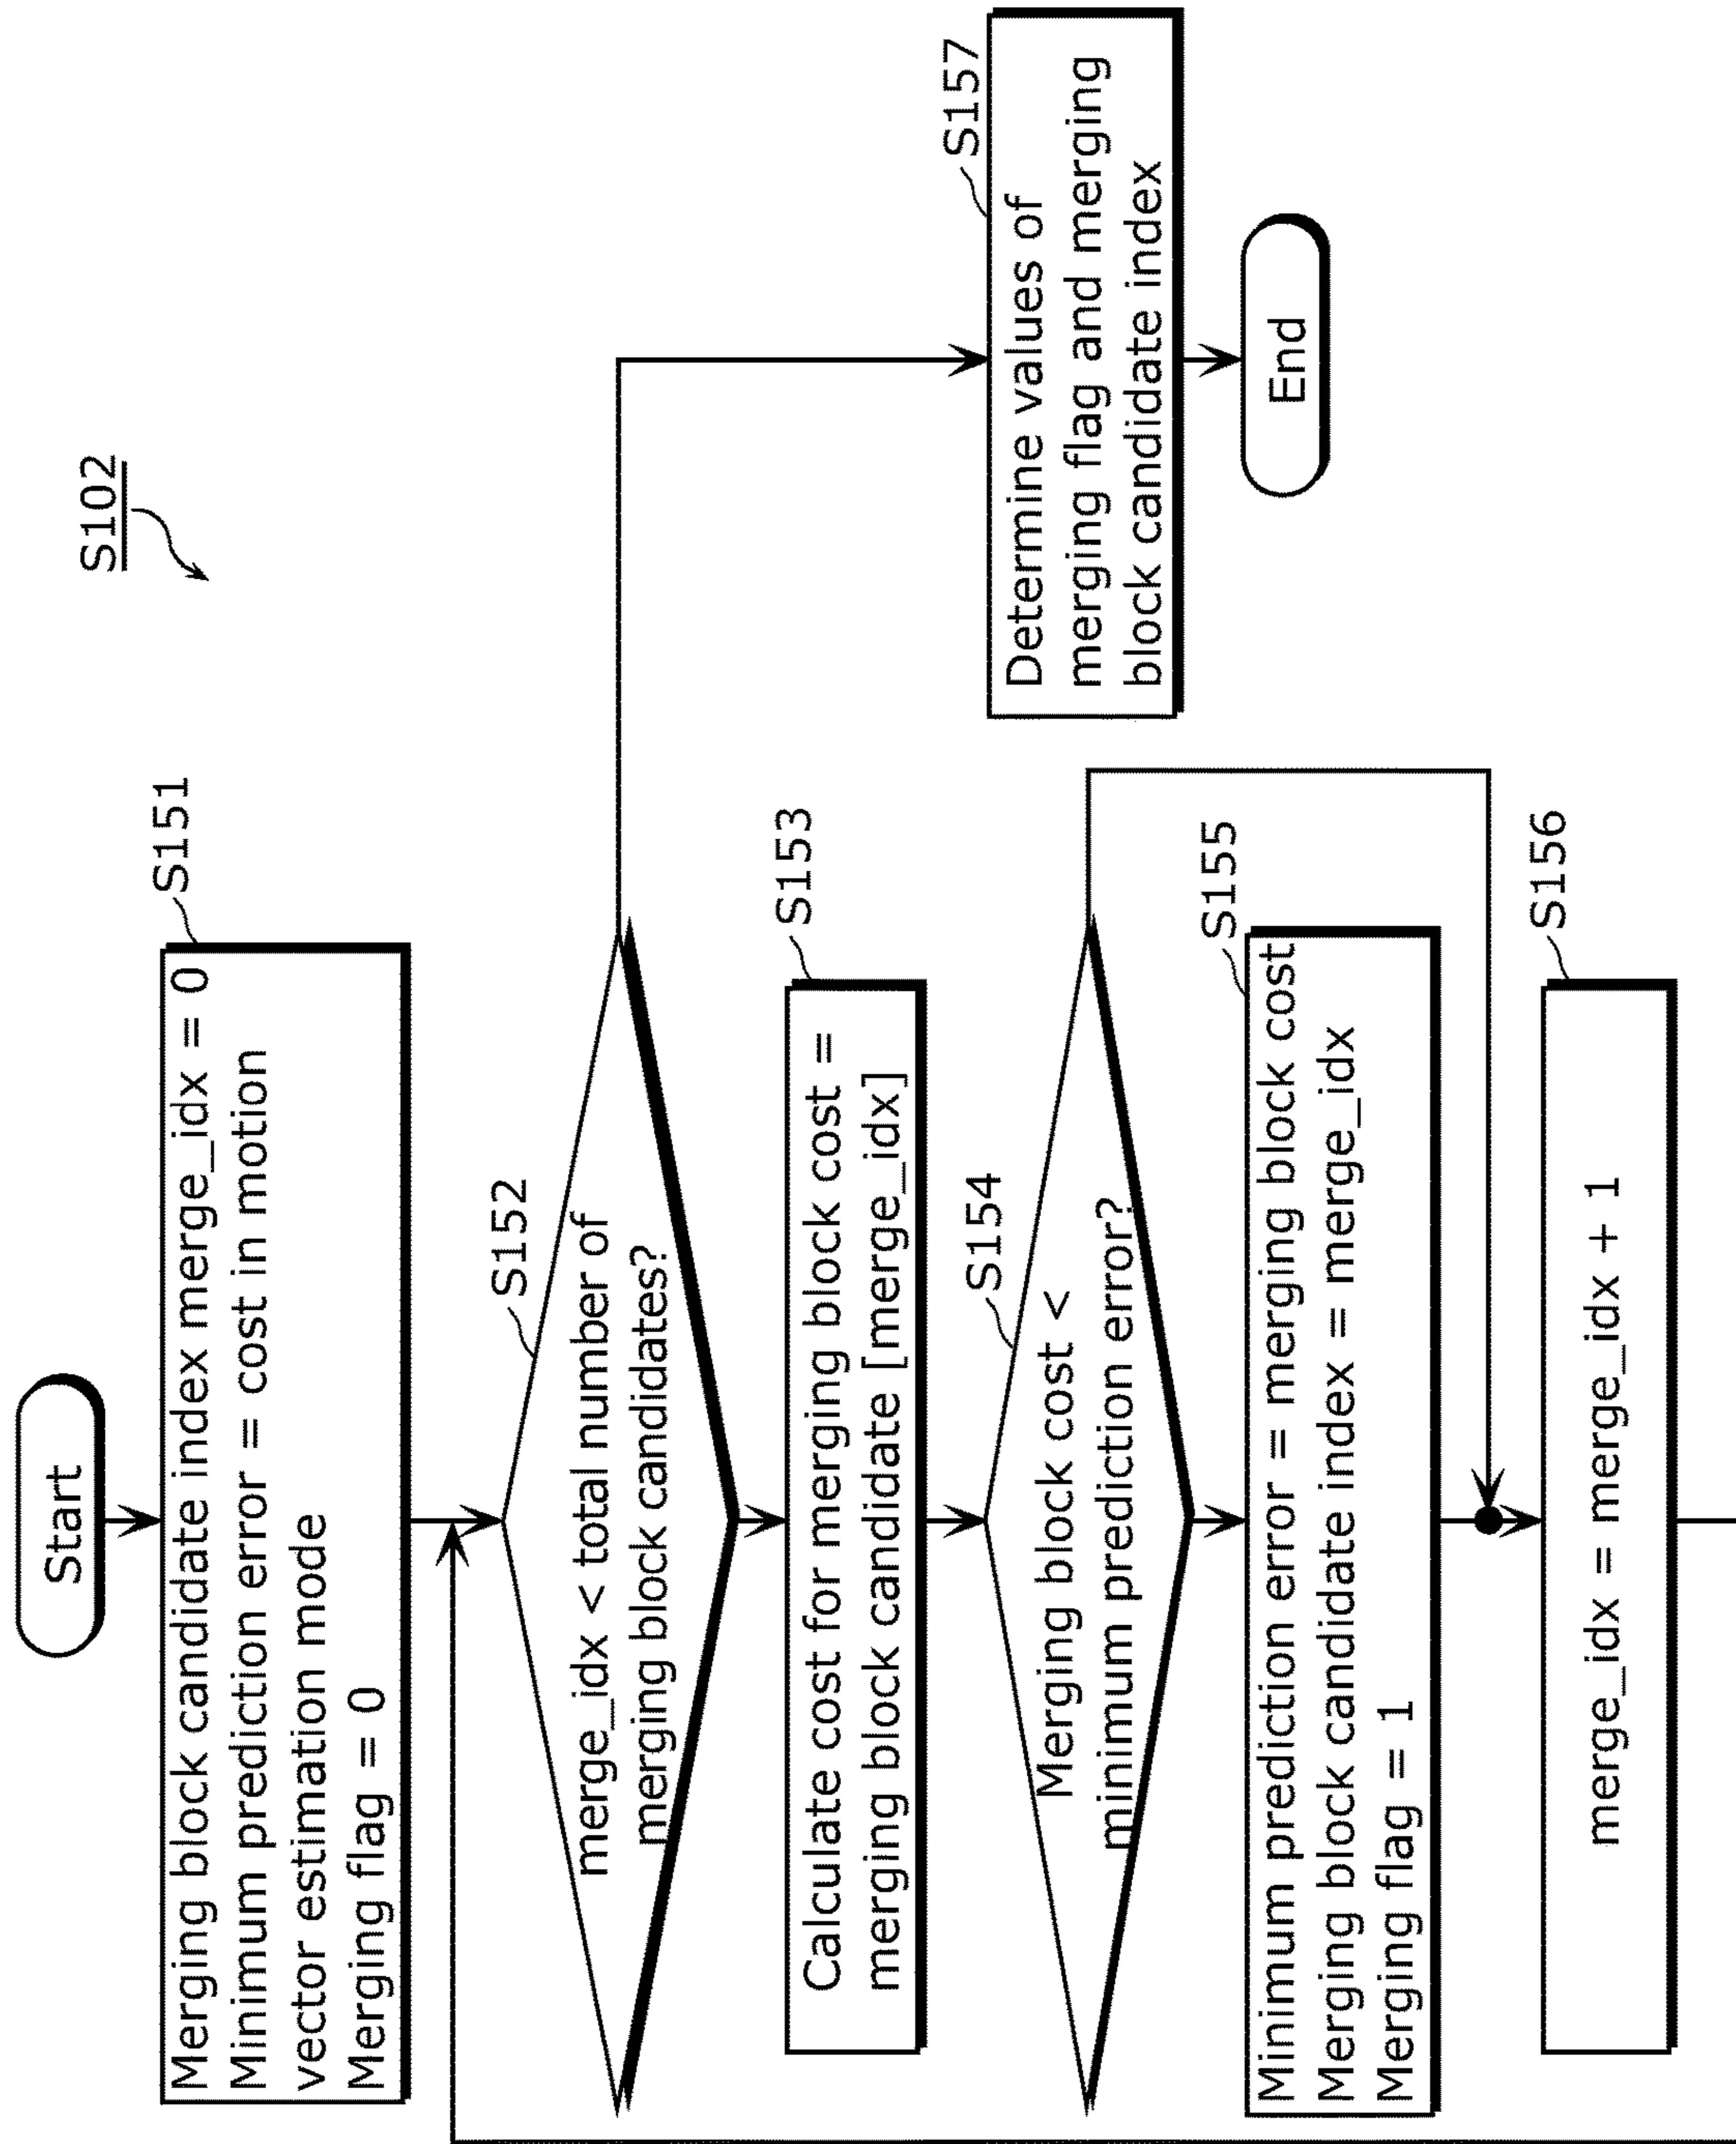 S102
Start
S151
Merging block candidate index merge_idx = 0
Minimum prediction error = cost in motion
vector estimation mode
Merging flag = 0
S152
merge_idx < total number of
merging block candidates?
S153
Calculate cost for merging block cost =
merging block candidate [merge_idx]
S154
Merging block cost <
minimum prediction error?
S155
Minimum prediction error = merging block cost
Merging block candidate index = merge_idx
Merging flag = 1
S156
merge_idx = merge_idx + 1
S157
Determine values of
merging flag and merging
block candidate index
End